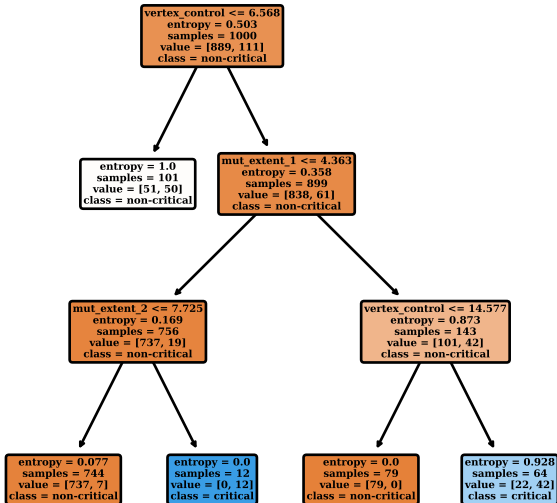 vertex_control <= 6.568
entropy = 0.503
samples = 1000
value = [889, 111]
class = non-critical
entropy = 1.0
samples = 101
value = [51, 50]
class = non-critical
mut_extent_1 <= 4.363
entropy = 0.358
samples = 899
value = [838, 61]
class = non-critical
mut_extent_2 <= 7.725
entropy = 0.169
samples = 756
value = [737, 19]
class = non-critical
vertex_control <= 14.577
entropy = 0.873
samples = 143
value = [101, 42]
class = non-critical
entropy = 0.077
samples = 744
value = [737, 7]
class = non-critical
entropy = 0.0
samples = 12
value = [0, 12]
class = critical
entropy = 0.0
samples = 79
value = [79, 0]
class = non-critical
entropy = 0.928
samples = 64
value = [22, 42]
class = critical